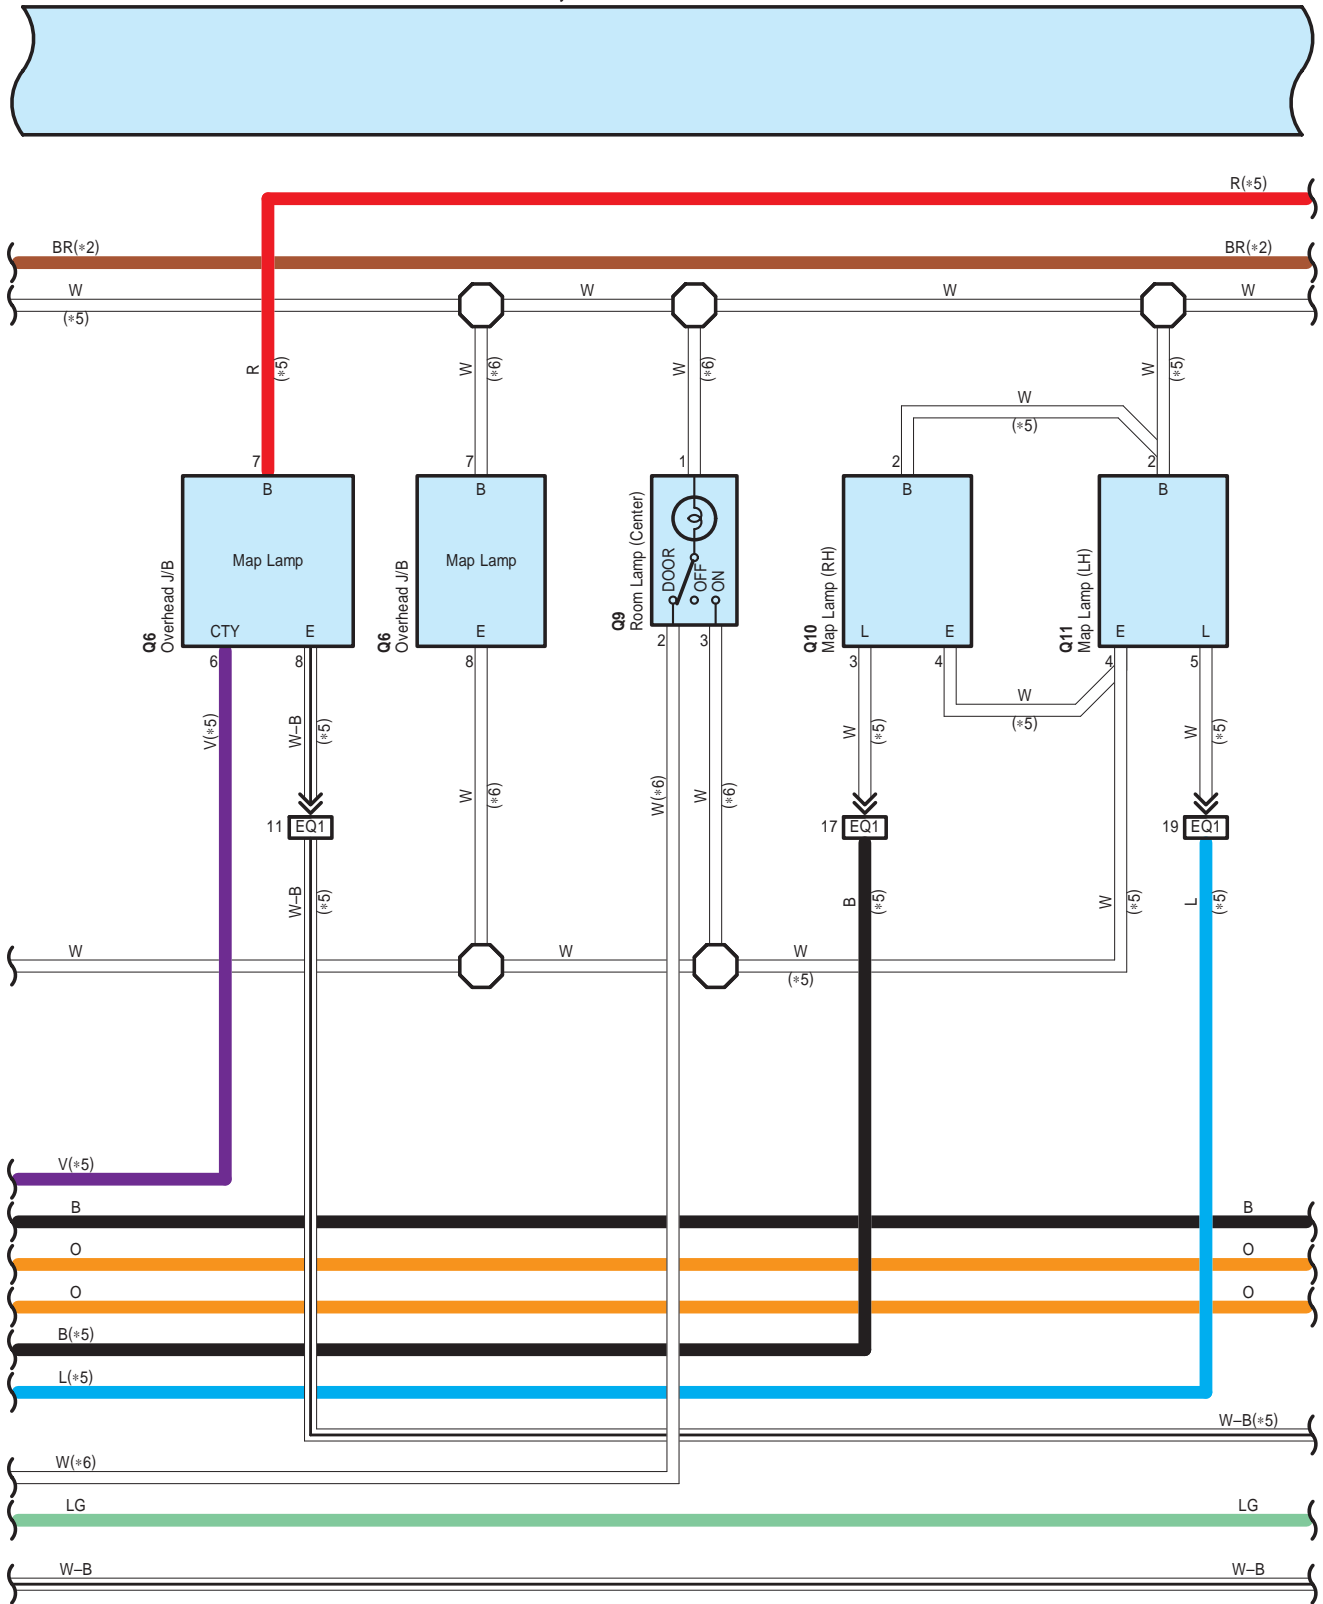 R(*5)
BR(*2) BR(*2)
W W W W
(*5)
R (*5) W (*6) W (*6) W (*5)
W
(*5)
7 7 1 2 2
B B B B
Q6 Overhead J/B Map Lamp CTY E
Q6 Overhead J/B Map Lamp E
Q9 Room Lamp (Center) DOOR OFF ON
Q10 Map Lamp (RH) L E
Q11 Map Lamp (LH) E L
6 8 8 2 3 3 4 4 5
W
(*5)
V(*5) W–B (*5) W (*5) W (*5)
W (*6) W(*6) W (*6)
11 EQ1 17 EQ1 19 EQ1
W–B (*5) B (*5) W (*5) L (*5)
W W W
(*5)
V(*5)
B B
O O
O O
B(*5)
L(*5)
W–B(*5)
W(*6)
LG LG
W–B W–B